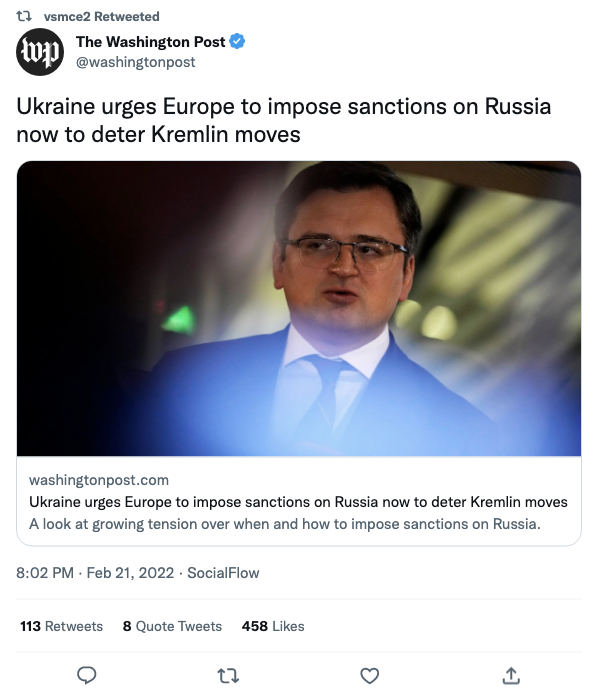 vsmce2 Retweeted
wp
The Washington Post
@washingtonpost
Ukraine urges Europe to impose sanctions on Russia
now to deter Kremlin moves
washingtonpost.com
Ukraine urges Europe to impose sanctions on Russia now to deter Kremlin moves
A look at growing tension over when and how to impose sanctions on Russia.
8:02 PM · Feb 21, 2022 · SocialFlow
113 Retweets 8 Quote Tweets 458 Likes